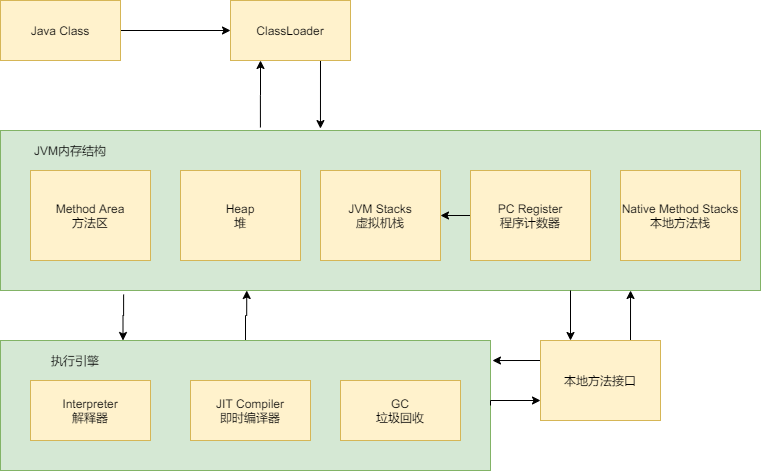 Java Class
ClassLoader
JVM内存结构
Method Area
方法区
Heap
堆
JVM Stacks
虚拟机栈
PC Register
程序计数器
Native Method Stacks
本地方法栈
执行引擎
Interpreter
解释器
JIT Compiler
即时编译器
GC
垃圾回收
本地方法接口